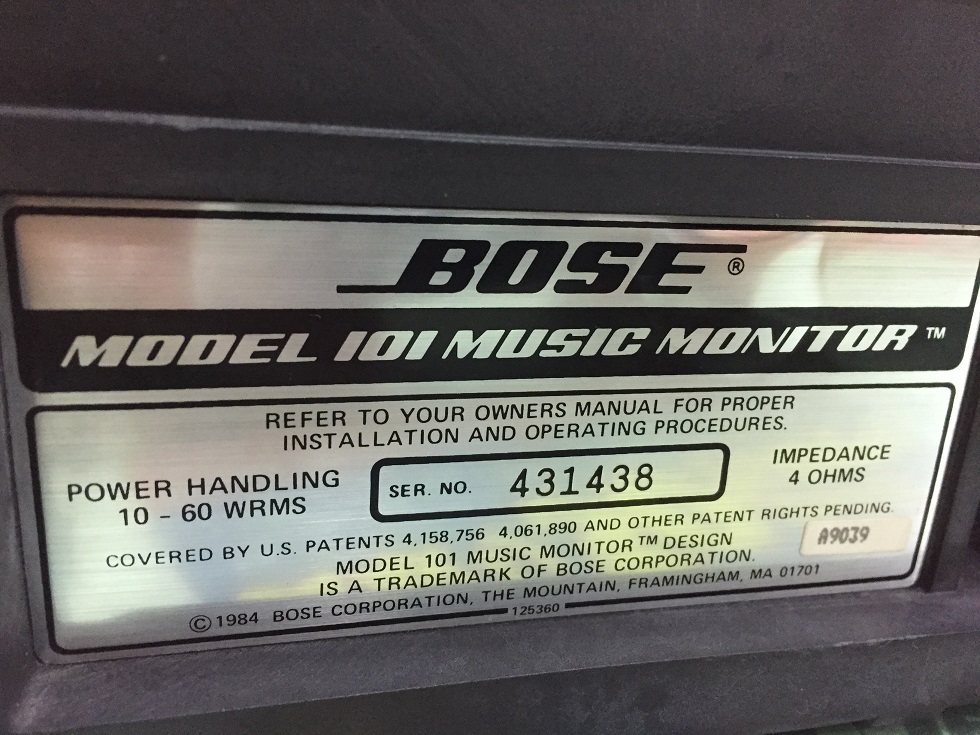 BOSE®
MODEL 101 MUSIC MONITOR™
REFER TO YOUR OWNERS MANUAL FOR PROPER
INSTALLATION AND OPERATING PROCEDURES.
POWER HANDLING
10 - 60 WRMS
SER. NO. 431438
IMPEDANCE
4 OHMS
COVERED BY U.S. PATENTS 4,158,756 4,061,890 AND OTHER PATENT RIGHTS PENDING.
MODEL 101 MUSIC MONITOR™ DESIGN
IS A TRADEMARK OF BOSE CORPORATION.
A9039
©1984 BOSE CORPORATION, THE MOUNTAIN, FRAMINGHAM, MA 01701
125360